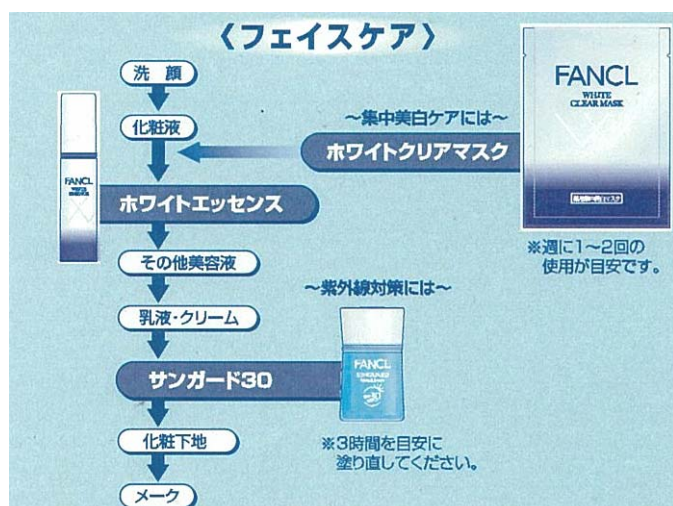 〈フェイスケア〉
洗 顔
化粧液
〜集中美白ケアには〜
ホワイトクリアマスク
FANCL
WHITE
CLEAR MASK
※週に1〜2回の
使用が目安です。
FANCL
ホワイトエッセンス
その他美容液
乳液・クリーム
〜紫外線対策には〜
サンガード30
FANCL
※3時間を目安に
塗り直してください。
化粧下地
メーク